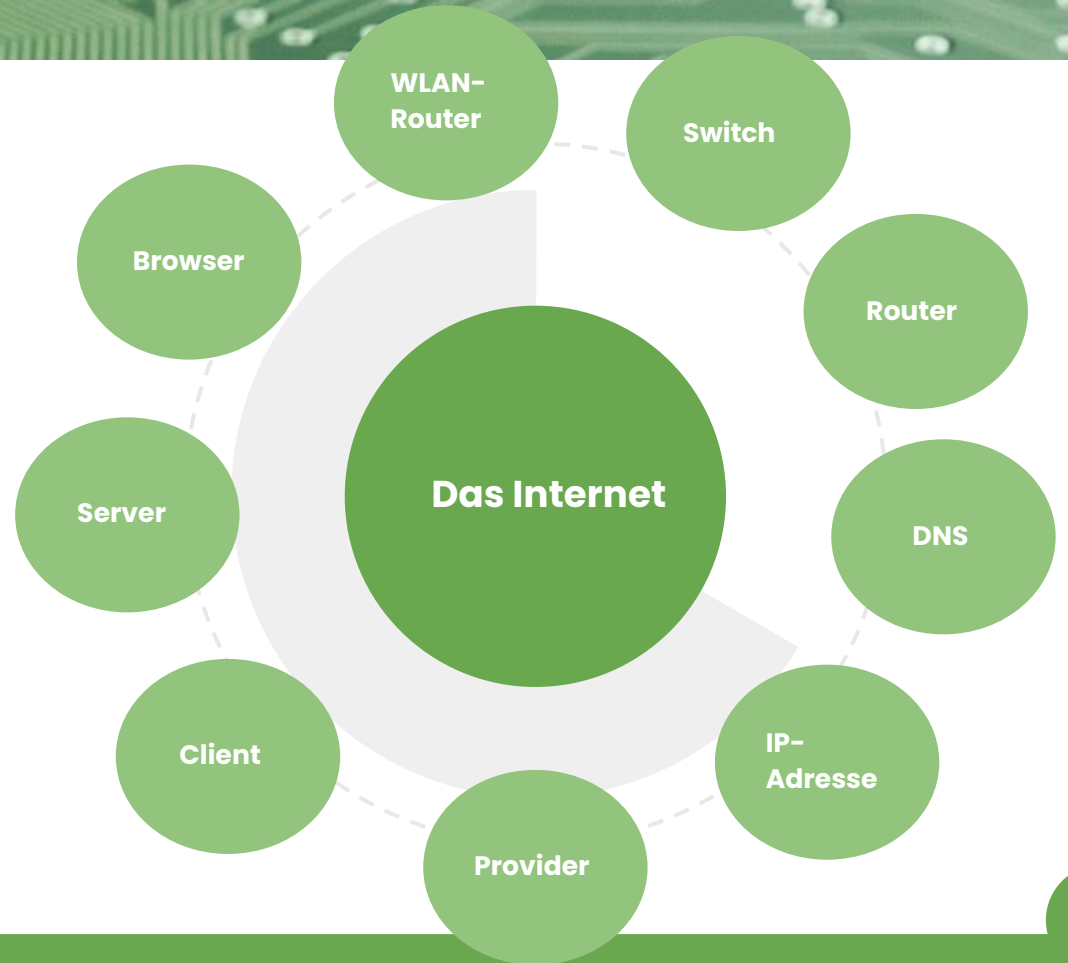 Das Internet
WLAN-
Router
Switch
Router
DNS
IP-
Adresse
Provider
Client
Server
Browser